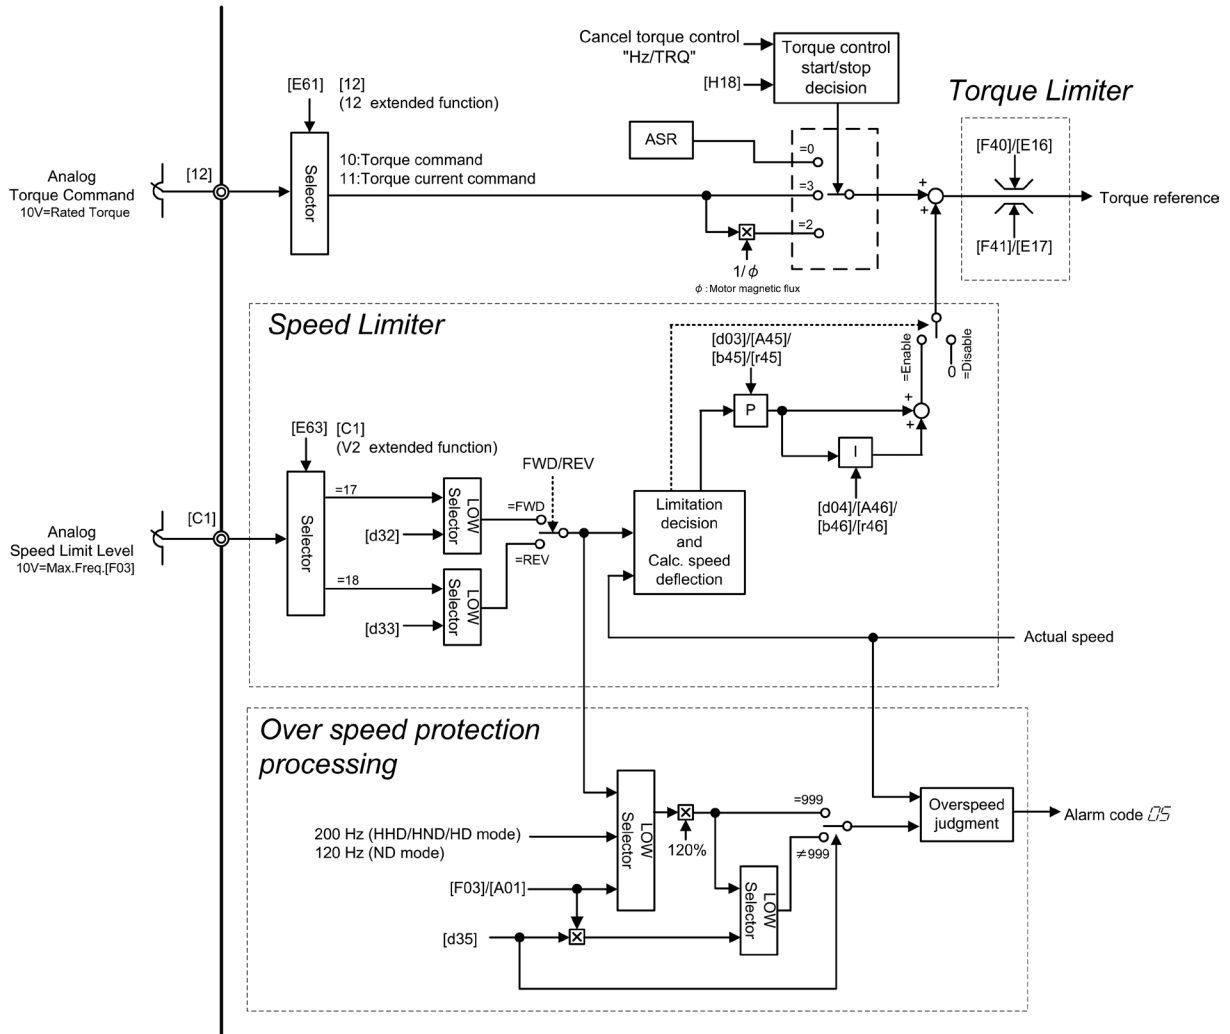 Cancel torque control
"Hz/TRQ"
[H18]
Torque control
start/stop
decision
Torque Limiter
[E61]
[12]
(12 extended function)
ASR
[F40]/[E16]
Analog
Torque Command
10V=Rated Torque
[12]
Selector
10:Torque command
11:Torque current command
=0
=3
=2
+
+
Torque reference
[F41]/[E17]
1/ϕ
ϕ : Motor magnetic flux
Speed Limiter
[d03]/[A45]/
[b45]/[r45]
=Enable
0
=Disable
P
+
+
I
[d04]/[A46]/
[b46]/[r46]
[E63]
[C1]
(V2 extended function)
FWD/REV
Analog
Speed Limit Level
10V=Max.Freq.[F03]
[C1]
Selector
=17
LOW
Selector
[d32]
=FWD
=REV
=18
LOW
Selector
[d33]
Limitation
decision
and
Calc. speed
deflection
Actual speed
Over speed protection
processing
200 Hz (HHD/HND/HD mode)
120 Hz (ND mode)
[F03]/[A01]
[d35]
LOW
Selector
120%
LOW
Selector
=999
≠999
Overspeed
judgment
Alarm code OS